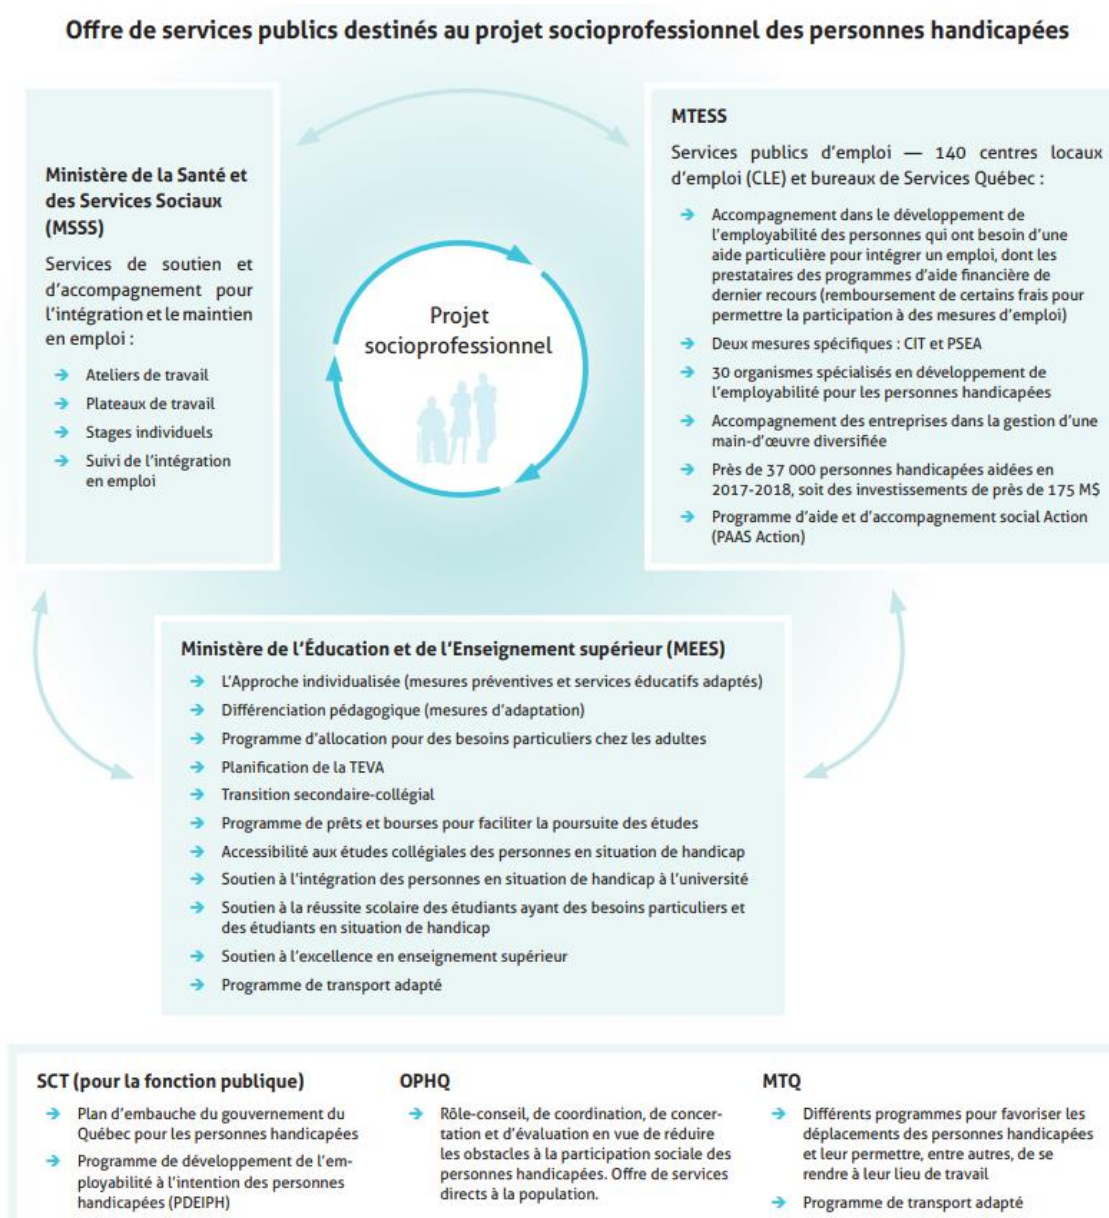 Offre de services publics destinés au projet socioprofessionnel des personnes handicapées
Ministère de la Santé et
des Services Sociaux
(MSSS)
Services de soutien et
d'accompagnement pour
l'intégration et le maintien
en emploi :
➔ Ateliers de travail
➔ Plateaux de travail
➔ Stages individuels
➔ Suivi de l'intégration
en emploi
Projet
socioprofessionnel
MTESS
Services publics d'emploi — 140 centres locaux
d'emploi (CLE) et bureaux de Services Québec :
➔ Accompagnement dans le développement de
l'employabilité des personnes qui ont besoin d'une
aide particulière pour intégrer un emploi, dont les
prestataires des programmes d'aide financière de
dernier recours (remboursement de certains frais pour
permettre la participation à des mesures d'emploi)
➔ Deux mesures spécifiques : CIT et PSEA
➔ 30 organismes spécialisés en développement de
l'employabilité pour les personnes handicapées
➔ Accompagnement des entreprises dans la gestion d'une
main-d'œuvre diversifiée
➔ Près de 37 000 personnes handicapées aidées en
2017-2018, soit des investissements de près de 175 M$
➔ Programme d'aide et d'accompagnement social Action
(PAAS Action)
Ministère de l'Éducation et de l'Enseignement supérieur (MEES)
➔ L'Approche individualisée (mesures préventives et services éducatifs adaptés)
➔ Différenciation pédagogique (mesures d'adaptation)
➔ Programme d'allocation pour des besoins particuliers chez les adultes
➔ Planification de la TEVA
➔ Transition secondaire-collégial
➔ Programme de prêts et bourses pour faciliter la poursuite des études
➔ Accessibilité aux études collégiales des personnes en situation de handicap
➔ Soutien à l'intégration des personnes en situation de handicap à l'université
➔ Soutien à la réussite scolaire des étudiants ayant des besoins particuliers et
des étudiants en situation de handicap
➔ Soutien à l'excellence en enseignement supérieur
➔ Programme de transport adapté
SCT (pour la fonction publique)
➔ Plan d'embauche du gouvernement du
Québec pour les personnes handicapées
➔ Programme de développement de l'em-
ployabilité à l'intention des personnes
handicapées (PDEIPH)
OPHQ
➔ Rôle-conseil, de coordination, de concer-
tation et d'évaluation en vue de réduire
les obstacles à la participation sociale des
personnes handicapées. Offre de services
directs à la population.
MTQ
➔ Différents programmes pour favoriser les
déplacements des personnes handicapées
et leur permettre, entre autres, de se
rendre à leur lieu de travail
➔ Programme de transport adapté